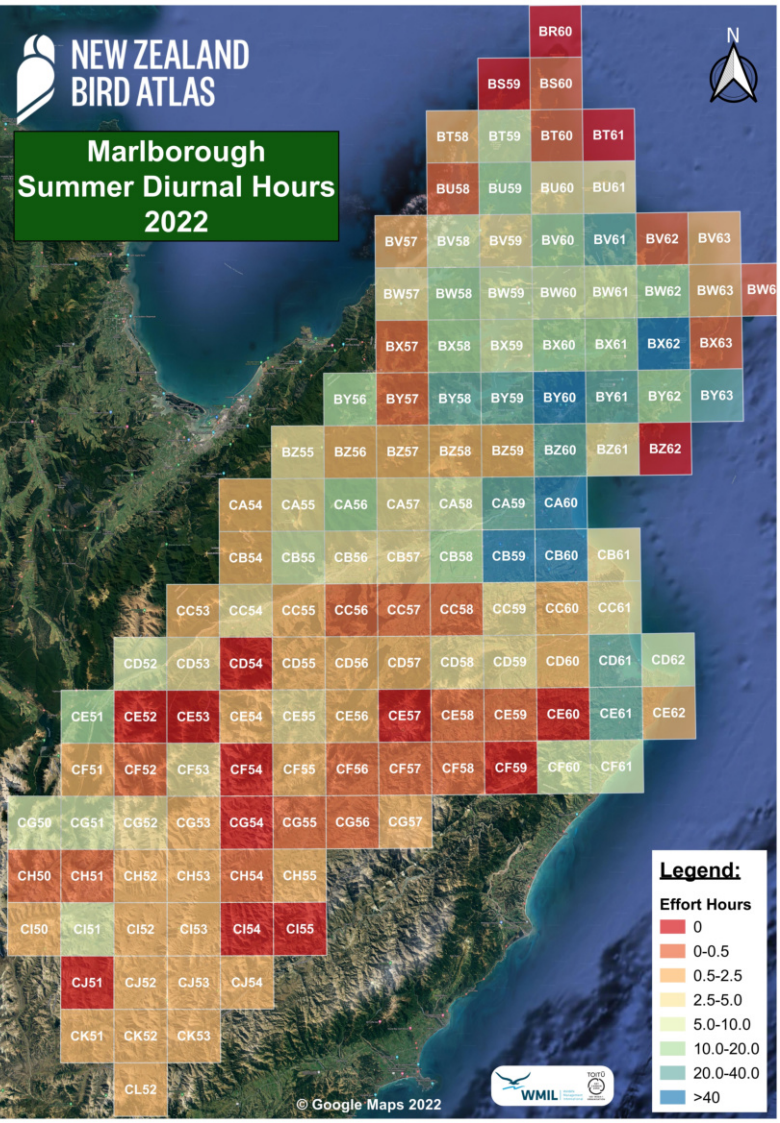 BR60
N
NEW ZEALAND
BIRD ATLAS
BS59 BS60
BT58 BT59 BT60 BT61
Marlborough
Summer Diurnal Hours
2022
BU58 BU59 BU60 BU61
BV57 BV58 BV59 BV60 BV61 BV62 BV63
BW57 BW58 BW59 BW60 BW61 BW62 BW63 BW6
BX57 BX58 BX59 BX60 BX61 BX62 BX63
BY56 BY57 BY58 BY59 BY60 BY61 BY62 BY63
BZ55 BZ56 BZ57 BZ58 BZ59 BZ60 BZ61 BZ62
CA54 CA55 CA56 CA57 CA58 CA59 CA60
CB54 CB55 CB56 CB57 CB58 CB59 CB60 CB61
CC53 CC54 CC55 CC56 CC57 CC58 CC59 CC60 CC61
CD52 CD53 CD54 CD55 CD56 CD57 CD58 CD59 CD60 CD61 CD62
CE51 CE52 CE53 CE54 CE55 CE56 CE57 CE58 CE59 CE60 CE61 CE62
CF51 CF52 CF53 CF54 CF55 CF56 CF57 CF58 CF59 CF60 CF61
CG50 CG51 CG52 CG53 CG54 CG55 CG56 CG57
CH50 CH51 CH52 CH53 CH54 CH55
CI50 CI51 CI52 CI53 CI54 CI55
CJ51 CJ52 CJ53 CJ54
CK51 CK52 CK53
CL52
Legend:
Effort Hours
0
0-0.5
0.5-2.5
2.5-5.0
5.0-10.0
10.0-20.0
20.0-40.0
>40
WMIL
TOITŪ
© Google Maps 2022